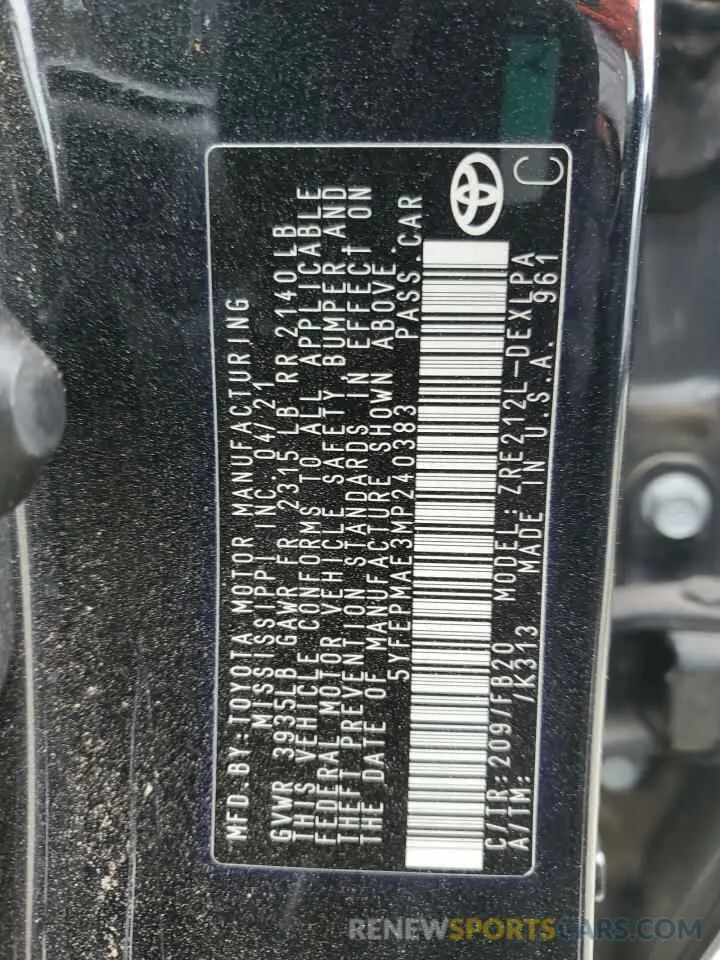 MFD.BY:TOYOTA MOTOR MANUFACTURING
MISSISSIPPI INC. 04/21
GVWR 3935LB GAWR FR 2315 LB RR 2140 LB
THIS VEHICLE CONFORMS TO ALL APPLICABLE
FEDERAL MOTOR VEHICLE SAFETY, BUMPER AND
THEFT PREVENTION STANDARDS IN EFFECT ON
THE DATE OF MANUFACTURE SHOWN ABOVE.
5YFEPMAE3MP240383 PASS.CAR
C/TR:209/FB20 MODEL:ZRE212L-DEXLPA
A/TM: /K313 MADE IN U.S.A. 961
C
RENEWSPORTSCARS.COM